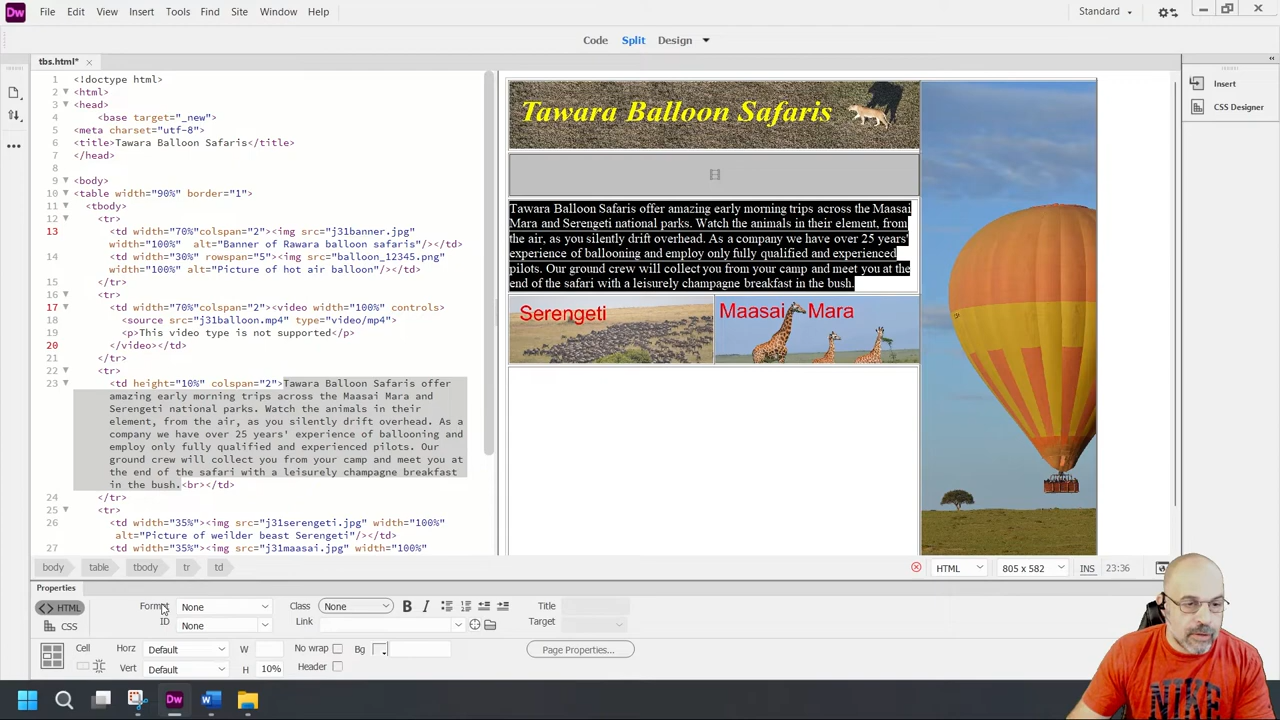 Dw File Edit View Insert Tools Find Site Window Help Standard
Code Split Design
tbs.html*
1 <!doctype html>
2 <html>
3 <head>
4 <base target="_new">
5 <meta charset="utf-8">
6 <title>Tawara Balloon Safaris</title>
7 </head>
8
9 <body>
10 <table width="90%" border="1">
11 <tbody>
12 <tr>
13 <td width="70%"colspan="2"><img src="j31banner.jpg"
width="100%" alt="Banner of Rawara balloon safaris"/></td>
14 <td width="30%" rowspan="5"><img src="balloon_12345.png"
width="100%" alt="Picture of hot air balloon"/></td>
15 </tr>
16 <tr>
17 <td width="70%"colspan="2"><video width="100%" controls>
18 <source src="j31balloon.mp4" type="video/mp4">
19 <p>This video type is not supported</p>
20 </video></td>
21 </tr>
22 <tr>
23 <td height="10%" colspan="2">Tawara Balloon Safaris offer
amazing early morning trips across the Maasai Mara and
Serengeti national parks. Watch the animals in their
element, from the air, as you silently drift overhead. As a
company we have over 25 years' experience of ballooning and
employ only fully qualified and experienced pilots. Our
ground crew will collect you from your camp and meet you at
the end of the safari with a leisurely champagne breakfast
in the bush.<br></td>
24 </tr>
25 <tr>
26 <td width="35%"><img src="j31serengeti.jpg" width="100%"
alt="Picture of weilder beast Serengeti"/></td>
27 <td width="35%"><img src="j31maasai.jpg" width="100%"
Tawara Balloon Safaris
Tawara Balloon Safaris offer amazing early morning trips across the Maasai
Mara and Serengeti national parks. Watch the animals in their element, from
the air, as you silently drift overhead. As a company we have over 25 years'
experience of ballooning and employ only fully qualified and experienced
pilots. Our ground crew will collect you from your camp and meet you at the
end of the safari with a leisurely champagne breakfast in the bush.
Serengeti
Maasai Mara
Insert
CSS Designer
body table tbody tr td
HTML 805 x 582 INS 23:36
Properties
<> HTML Format None Class None B I Title
CSS ID None Link Target
Cell Horz Default W No wrap Bg Page Properties...
Vert Default H 10% Header
Dw W
NIKE